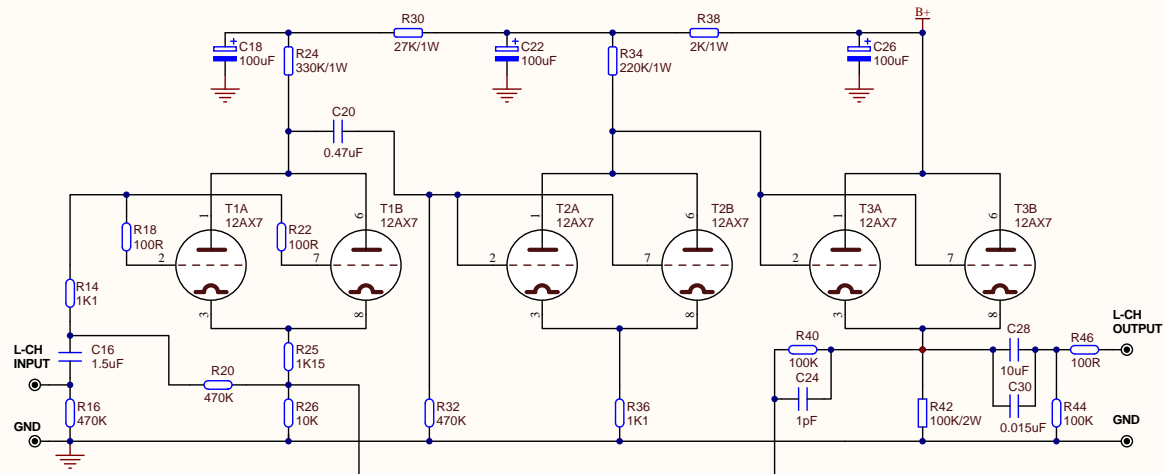 B+
R30
27K/1W
R38
2K/1W
+
C18
100uF
R24
330K/1W
+
C22
100uF
R34
220K/1W
+
C26
100uF
C20
0.47uF
R18
100R
1
T1A
12AX7
2
3
R22
100R
6
T1B
12AX7
7
8
1
T2A
12AX7
2
3
6
T2B
12AX7
7
8
1
T3A
12AX7
2
3
6
T3B
12AX7
7
8
R14
1K1
L-CH
INPUT
C16
1.5uF
R20
470K
R25
1K15
R16
470K
R26
10K
R32
470K
R36
1K1
R40
100K
C24
1pF
R42
100K/2W
C28
10uF
C30
0.015uF
R46
100R
R44
100K
L-CH
OUTPUT
GND
GND